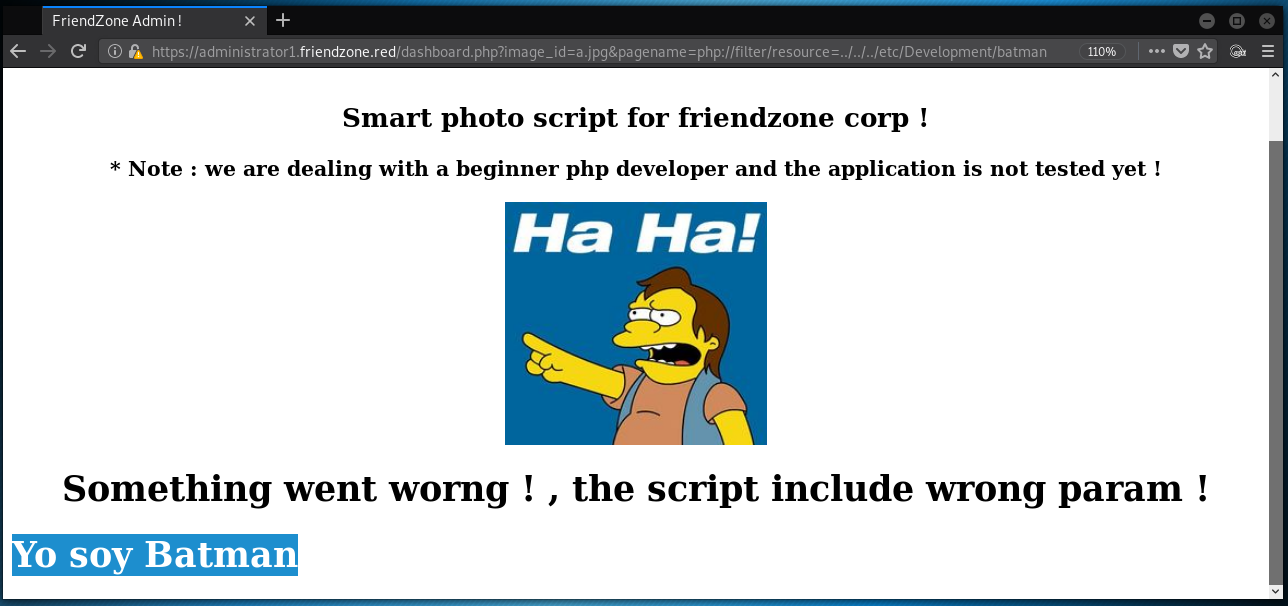 FriendZone Admin !
https://administrator1.friendzone.red/dashboard.php?image_id=a.jpg&pagename=php://filter/resource=../../../etc/Development/batman
110%
Smart photo script for friendzone corp !
* Note : we are dealing with a beginner php developer and the application is not tested yet !
Ha Ha!
Something went worng ! , the script include wrong param !
Yo soy Batman